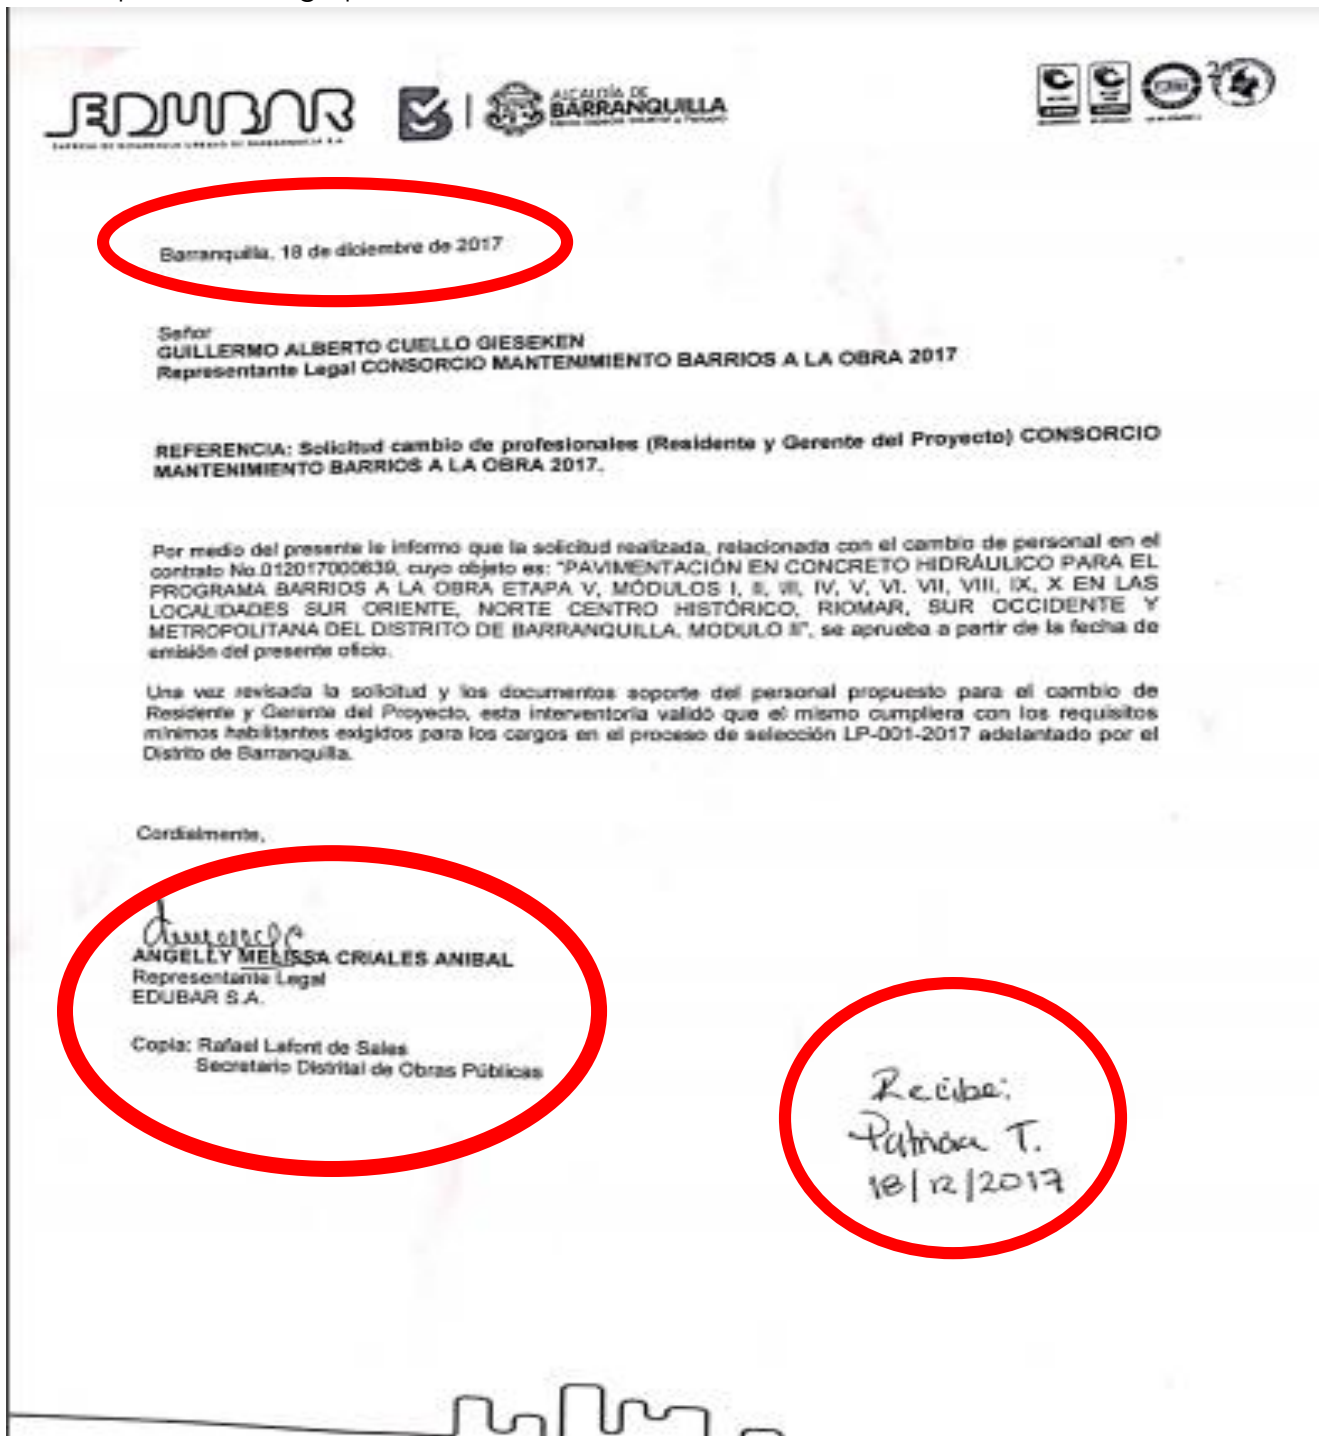 EDUBAR
ALCALDÍA DE
BARRANQUILLA
Barranquilla, 18 de diciembre de 2017
Señor
GUILLERMO ALBERTO CUELLO GIESEKEN
Representante Legal CONSORCIO MANTENIMIENTO BARRIOS A LA OBRA 2017
REFERENCIA: Solicitud cambio de profesionales (Residente y Gerente del Proyecto) CONSORCIO
MANTENIMIENTO BARRIOS A LA OBRA 2017.
Por medio del presente le informo que la solicitud realizada, relacionada con el cambio de personal en el
contrato No.012017000639, cuyo objeto es: "PAVIMENTACIÓN EN CONCRETO HIDRÁULICO PARA EL
PROGRAMA BARRIOS A LA OBRA ETAPA V, MÓDULOS I, II, III, IV, V, VI. VII, VIII, IX, X EN LAS
LOCALIDADES SUR ORIENTE, NORTE CENTRO HISTÓRICO, RIOMAR, SUR OCCIDENTE Y
METROPOLITANA DEL DISTRITO DE BARRANQUILLA, MODULO II", se aprueba a partir de la fecha de
emisión del presente oficio.
Una vez revisada la solicitud y los documentos soporte del personal propuesto para el cambio de
Residente y Gerente del Proyecto, esta interventoría validó que el mismo cumpliera con los requisitos
mínimos habilitantes exigidos para los cargos en el proceso de selección LP-001-2017 adelantado por el
Distrito de Barranquilla.
Cordialmente,
ANGELLY MELISSA CRIALES ANIBAL
Representante Legal
EDUBAR S.A.
Copia: Rafael Lafont de Sales
Secretario Distrital de Obras Públicas
Recibe:
Patricia T.
18/12/2017